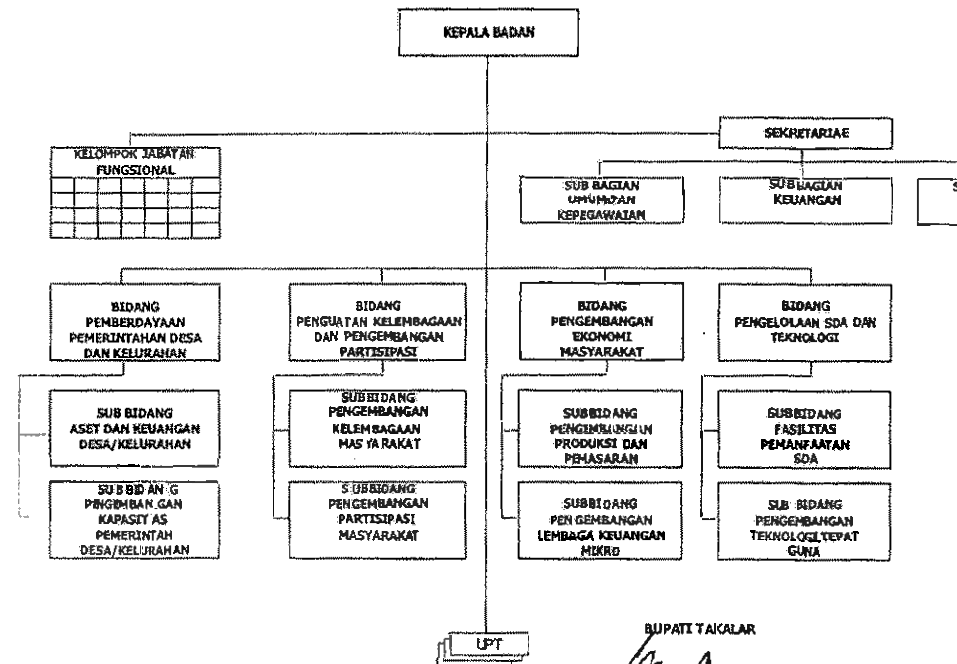 KEPALA BADAN
SEKRETARIAE
KELOMPOK JABATAN
FUNGSIONAL
SUB BAGIAN
UMUM DAN
KEPEGAWAIAN
SUB BAGIAN
KEUANGAN
S
BIDANG
PEMBERDAYAAN
PEMERINTAHAN DESA
DAN KELURAHAN
BIDANG
PENGUATAN KELEMBAGAAN
DAN PENGEMBANGAN
PARTISIPASI
BIDANG
PENGEMBANGAN
EKONOMI
MASYARAKAT
BIDANG
PENGELOLAAN SDA DAN
TEKNOLOGI
SUB BIDANG
ASET DAN KEUANGAN
DESA/KELURAHAN
SUBBIDANG
PENGEMBANGAN
KELEMBAGAAN
MASYARAKAT
SUBBIDANG
PENGEMBANGAN
PRODUKSI DAN
PEMASARAN
SUBBIDANG
FASILITAS
PEMANFAATAN
SDA
SUB BIDANG
PENGEMBANGAN
KAPASITAS
PEMERINTAH
DESA/KELURAHAN
SUBBIDANG
PENGEMBANGAN
PARTISIPASI
MASYARAKAT
SUBBIDANG
PENGEMBANGAN
LEMBAGA KEUANGAN
MIKRO
SUB BIDANG
PENGEMBANGAN
TEKNOLOGI TEPAT
GUNA
UPT
BUPATI TAKALAR